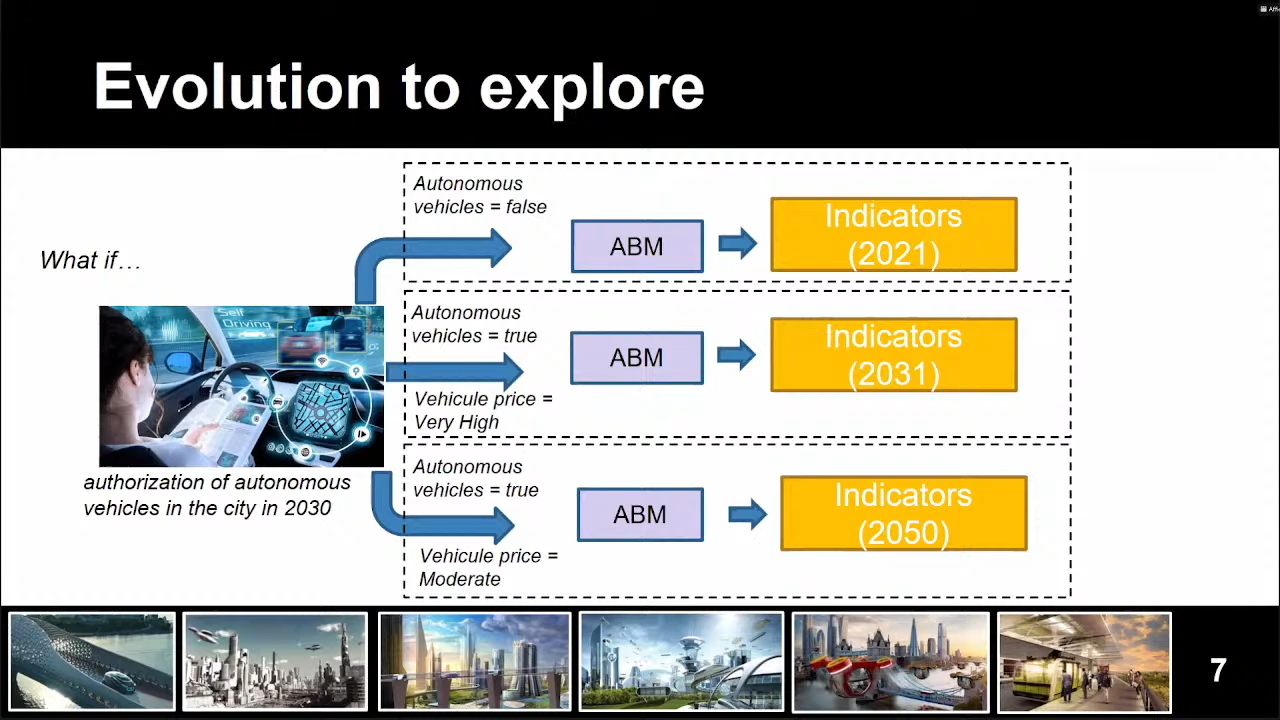 Evolution to explore
What if…
Autonomous
vehicles = false
ABM
Indicators
(2021)
Self
Driving
authorization of autonomous
vehicles in the city in 2030
Autonomous
vehicles = true
Vehicule price =
Very High
ABM
Indicators
(2031)
Autonomous
vehicles = true
Vehicule price =
Moderate
ABM
Indicators
(2050)
7